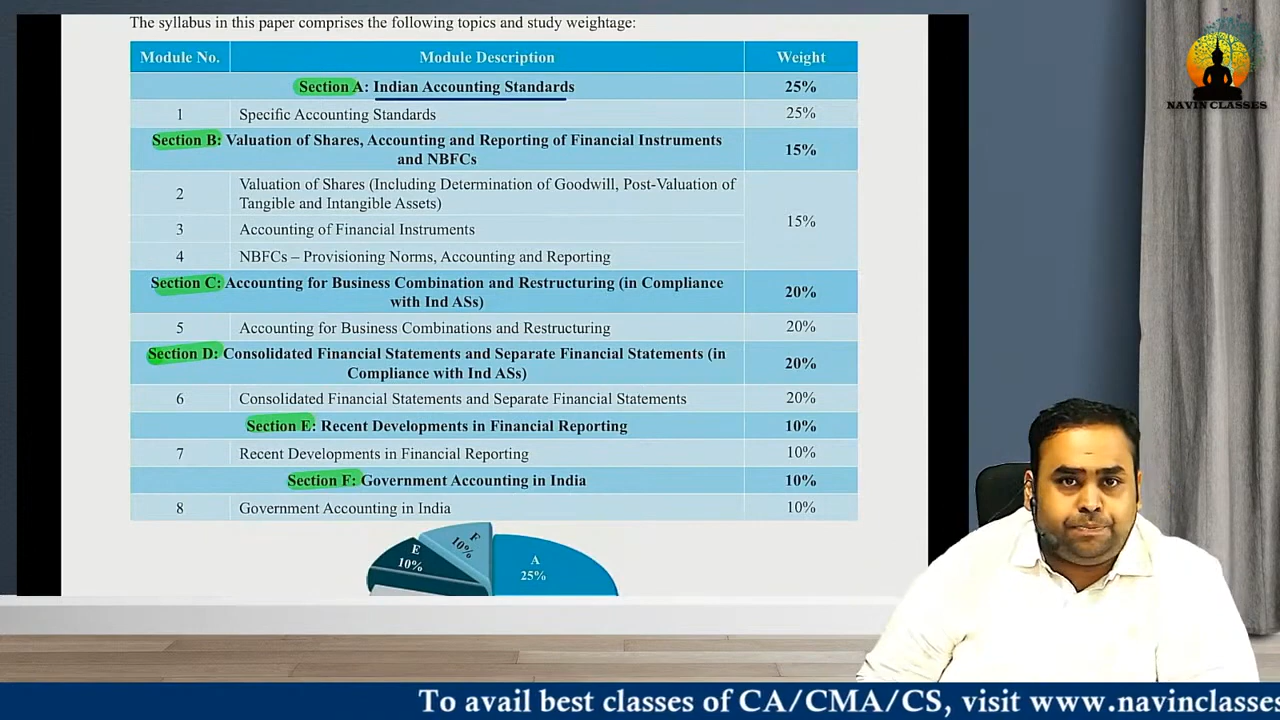 The syllabus in this paper comprises the following topics and study weightage:
Module No. Module Description Weight
Section A: Indian Accounting Standards 25%
1 Specific Accounting Standards 25%
Section B: Valuation of Shares, Accounting and Reporting of Financial Instruments
and NBFCs 15%
2 Valuation of Shares (Including Determination of Goodwill, Post-Valuation of
Tangible and Intangible Assets)
15%
3 Accounting of Financial Instruments
4 NBFCs – Provisioning Norms, Accounting and Reporting
Section C: Accounting for Business Combination and Restructuring (in Compliance
with Ind ASs) 20%
5 Accounting for Business Combinations and Restructuring 20%
Section D: Consolidated Financial Statements and Separate Financial Statements (in
Compliance with Ind ASs) 20%
6 Consolidated Financial Statements and Separate Financial Statements 20%
Section E: Recent Developments in Financial Reporting 10%
7 Recent Developments in Financial Reporting 10%
Section F: Government Accounting in India 10%
8 Government Accounting in India 10%
F
10%
E
10%
A
25%
NAVIN CLASSES
To avail best classes of CA/CMA/CS, visit www.navinclasses